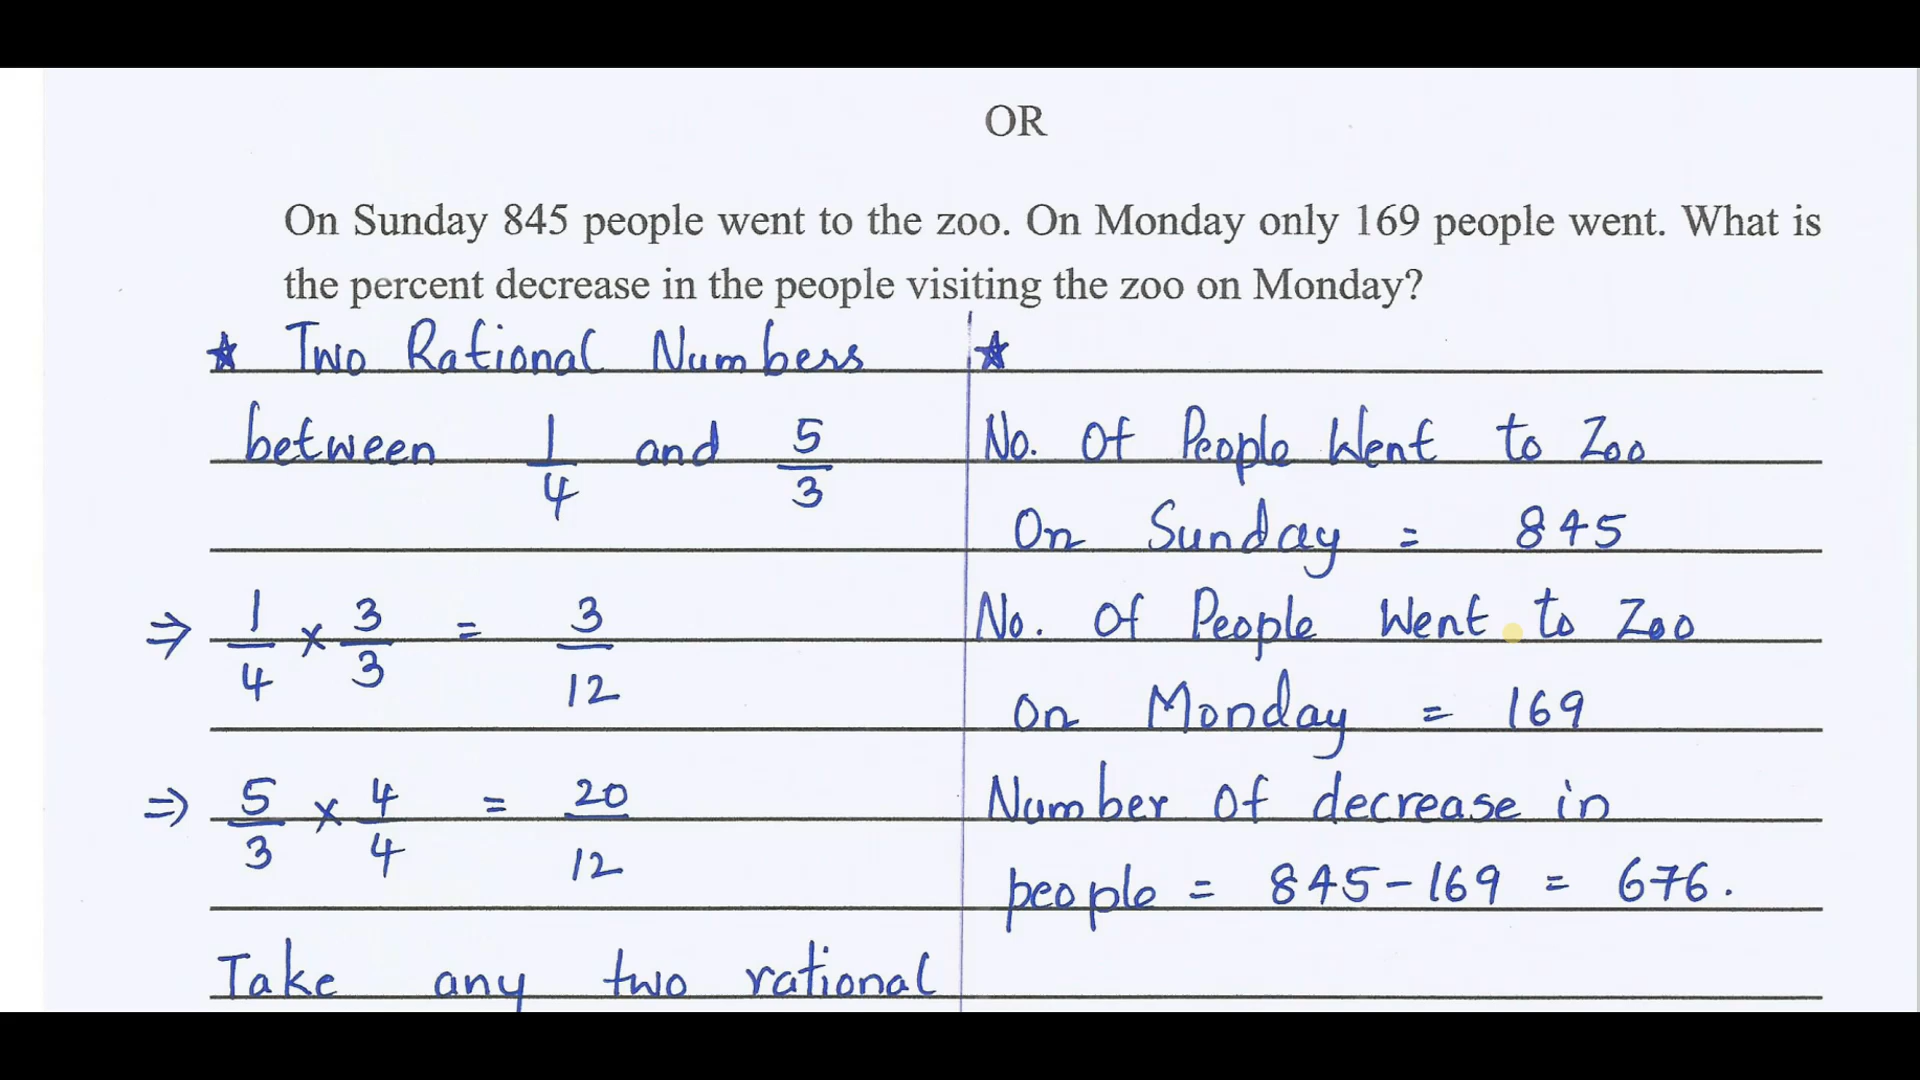 OR
On Sunday 845 people went to the zoo. On Monday only 169 people went. What is
the percent decrease in the people visiting the zoo on Monday?
★ Two Rational Numbers
between 1/4 and 5/3
⇒ 1/4 × 3/3 = 3/12
⇒ 5/3 × 4/4 = 20/12
Take any two rational
★
No. Of People Went to Zoo
On Sunday = 845
No. Of People Went to Zoo
On Monday = 169
Number Of decrease in
people = 845 - 169 = 676.